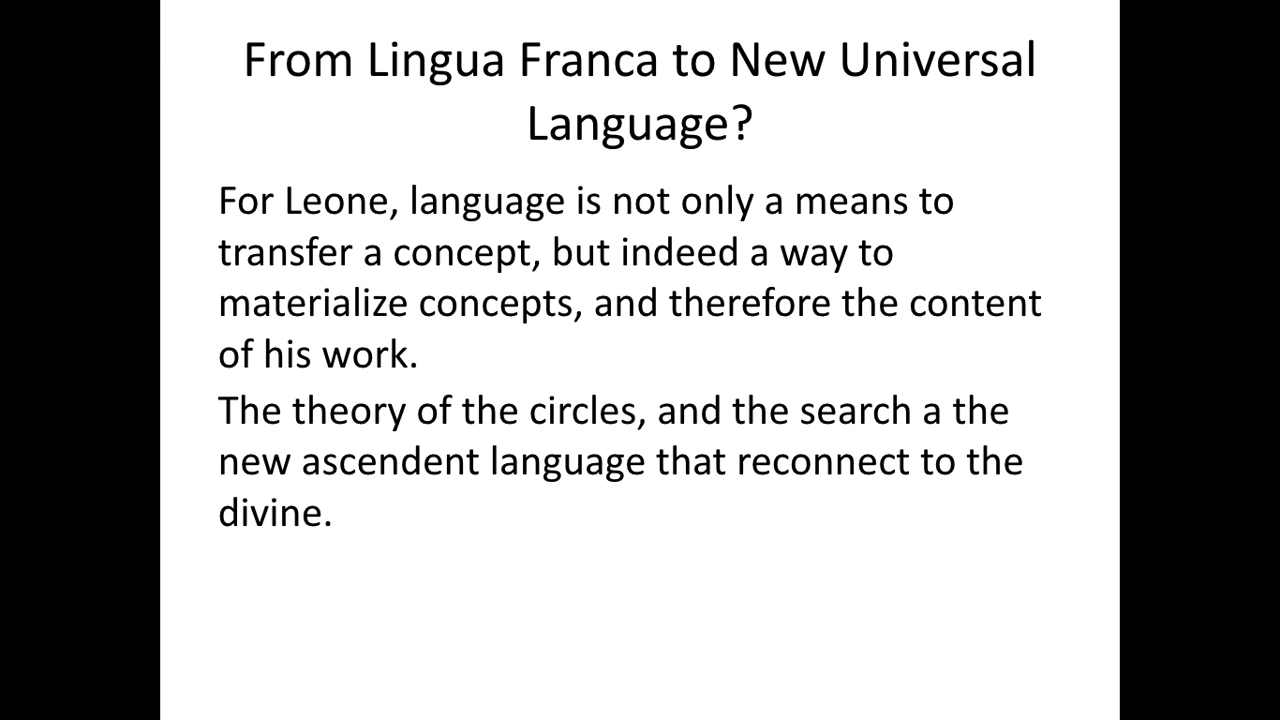 From Lingua Franca to New Universal
Language?
For Leone, language is not only a means to
transfer a concept, but indeed a way to
materialize concepts, and therefore the content
of his work.
The theory of the circles, and the search a the
new ascendent language that reconnect to the
divine.